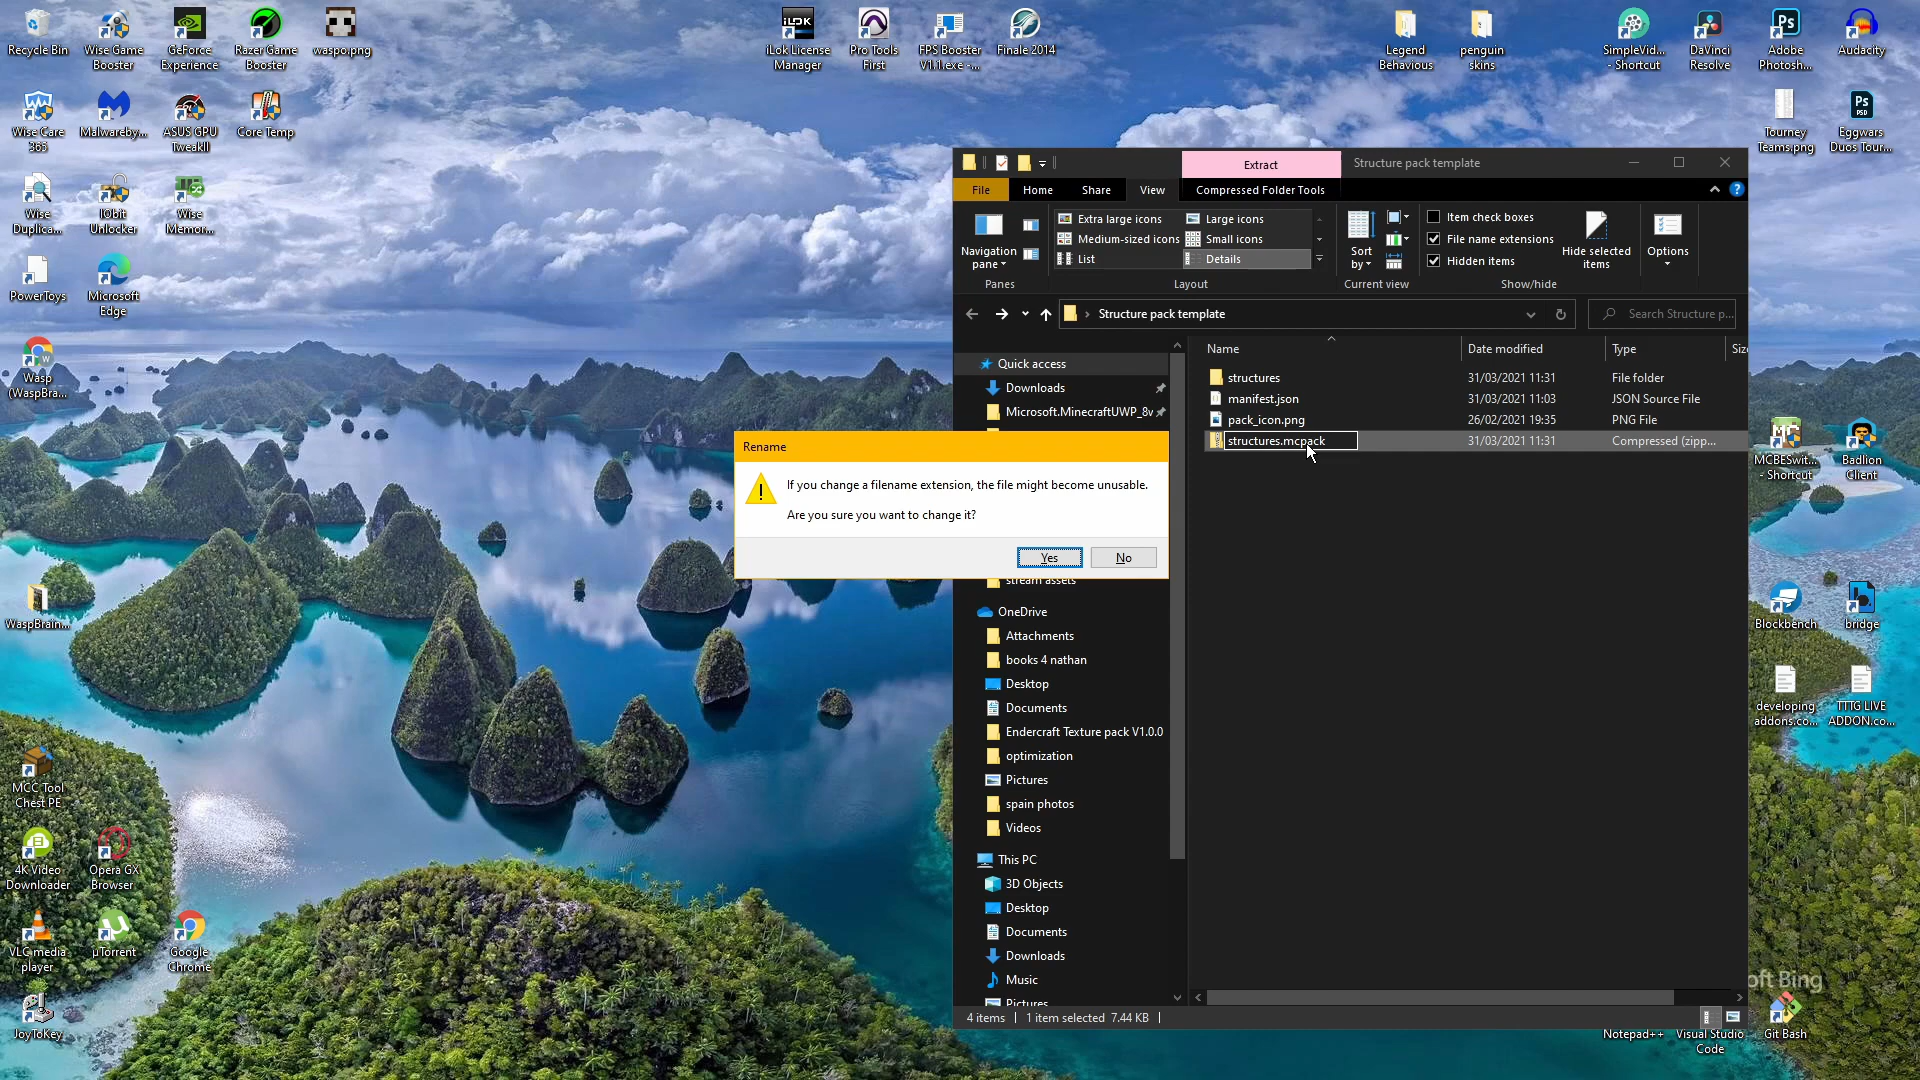 Recycle Bin
Wise Game
Booster
GeForce
Experience
Razer Game
Booster
waspo.png
iLok License
Manager
Pro Tools
First
FPS Booster
V1.1.exe -...
Finale 2014
Legend
Behavious
penguin
skins
SimpleVid...
- Shortcut
DaVinci
Resolve
Adobe
Photosh...
Audacity
Wise Care
365
Malwareby...
ASUS GPU
TweakII
Core Temp
Tourney
Teams.png
Eggwars
Duos Tour...
Wise
Duplica...
IObit
Unlocker
Wise
Memor...
PowerToys
Microsoft
Edge
Wasp
(WaspBra...
WaspBrain...
MCC Tool
Chest PE
4K Video
Downloader
Opera GX
Browser
VLC media
player
µTorrent
Google
Chrome
JoyToKey
Extract
Structure pack template
File
Home
Share
View
Compressed Folder Tools
Navigation
pane
Panes
Extra large icons
Large icons
Medium-sized icons
Small icons
List
Details
Layout
Sort
by
Current view
Item check boxes
File name extensions
Hidden items
Hide selected
items
Show/hide
Options
Structure pack template
Search Structure p...
Name
Date modified
Type
Siz
structures
31/03/2021 11:31
File folder
manifest.json
31/03/2021 11:03
JSON Source File
pack_icon.png
26/02/2021 19:35
PNG File
structures.mcpack
31/03/2021 11:31
Compressed (zipp...
Quick access
Downloads
Microsoft.MinecraftUWP_8v
Rename
If you change a filename extension, the file might become unusable.
Are you sure you want to change it?
Yes
No
stream assets
OneDrive
Attachments
books 4 nathan
Desktop
Documents
Endercraft Texture pack V1.0.0
optimization
Pictures
spain photos
Videos
This PC
3D Objects
Desktop
Documents
Downloads
Music
Pictures
4 items
1 item selected 7.44 KB
MCBESwit...
- Shortcut
Badlion
Client
Blockbench
bridge
developing
addons.co...
TTTG LIVE
ADDON.co...
oft Bing
Notepad++
Visual Studio
Code
Git Bash